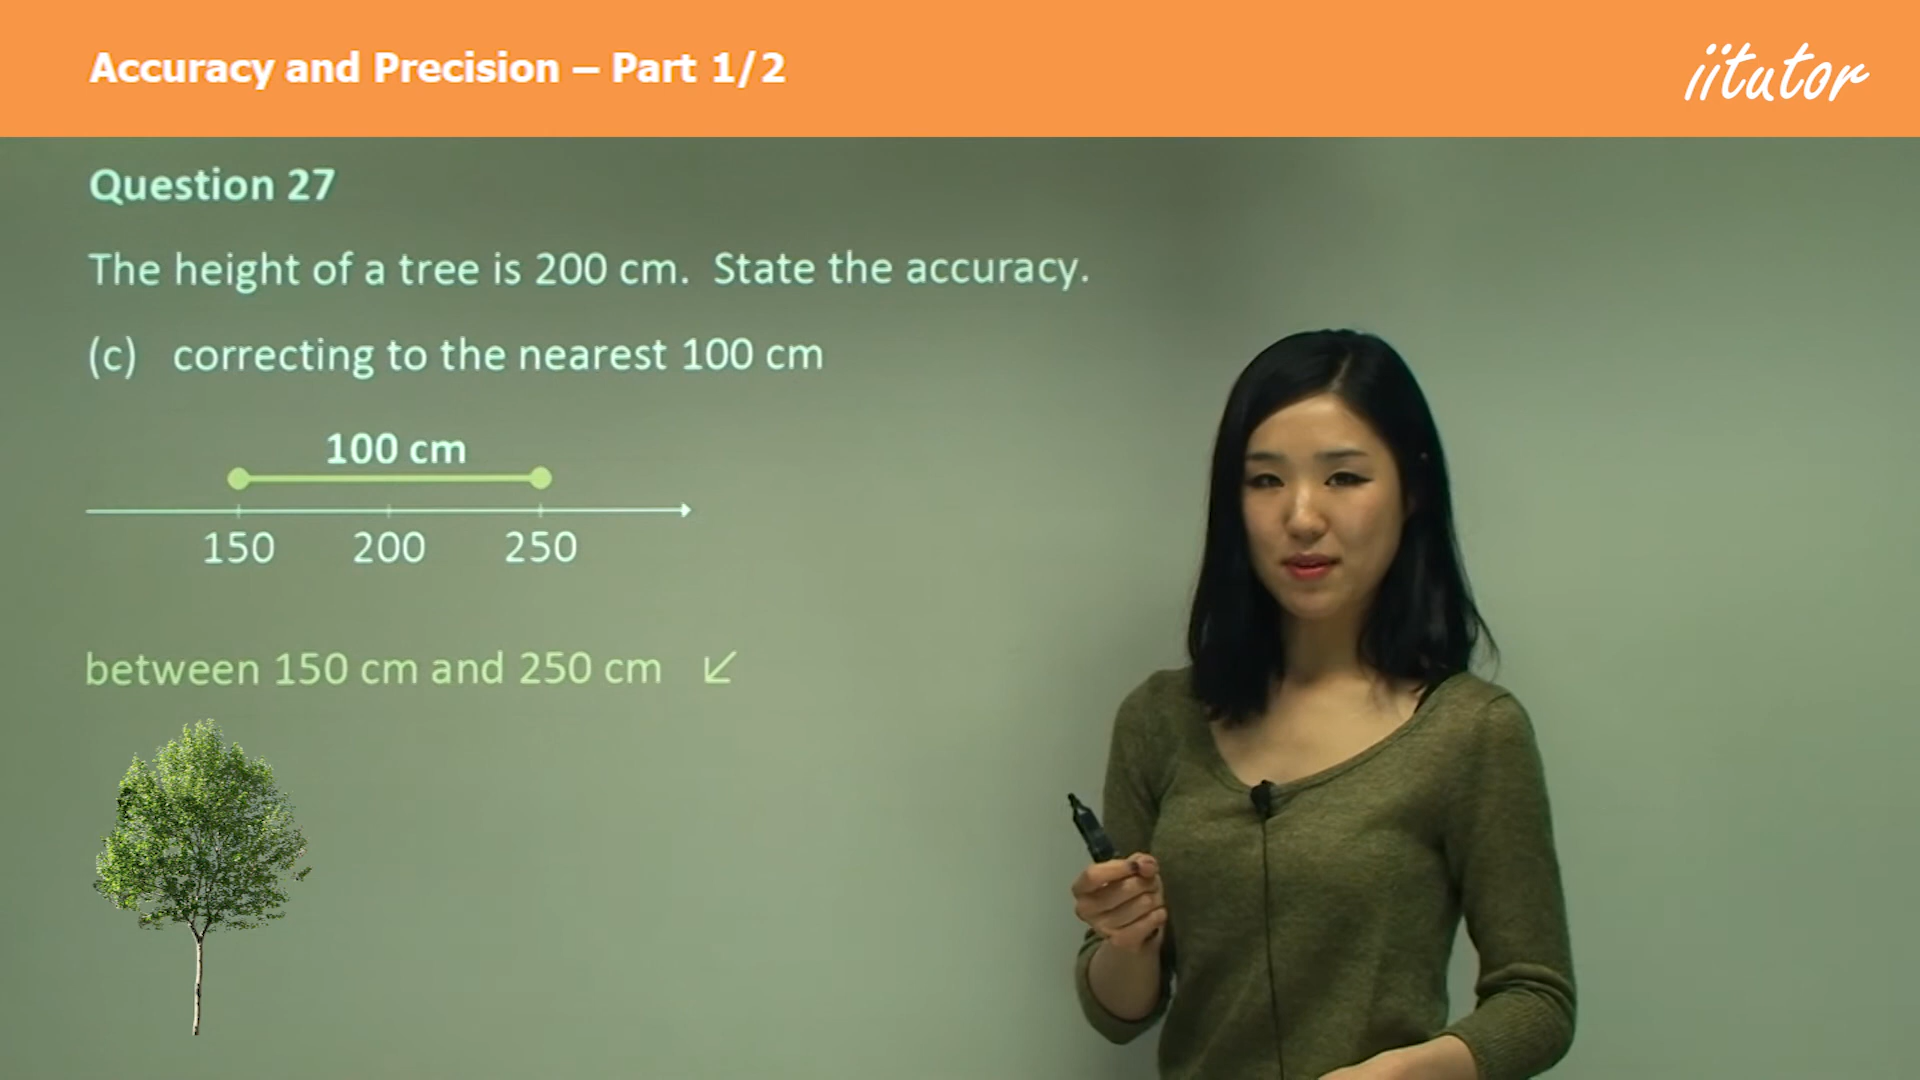 Accuracy and Precision – Part 1/2
iitutor
Question 27
The height of a tree is 200 cm. State the accuracy.
(c) correcting to the nearest 100 cm
100 cm
150 200 250
between 150 cm and 250 cm ↙